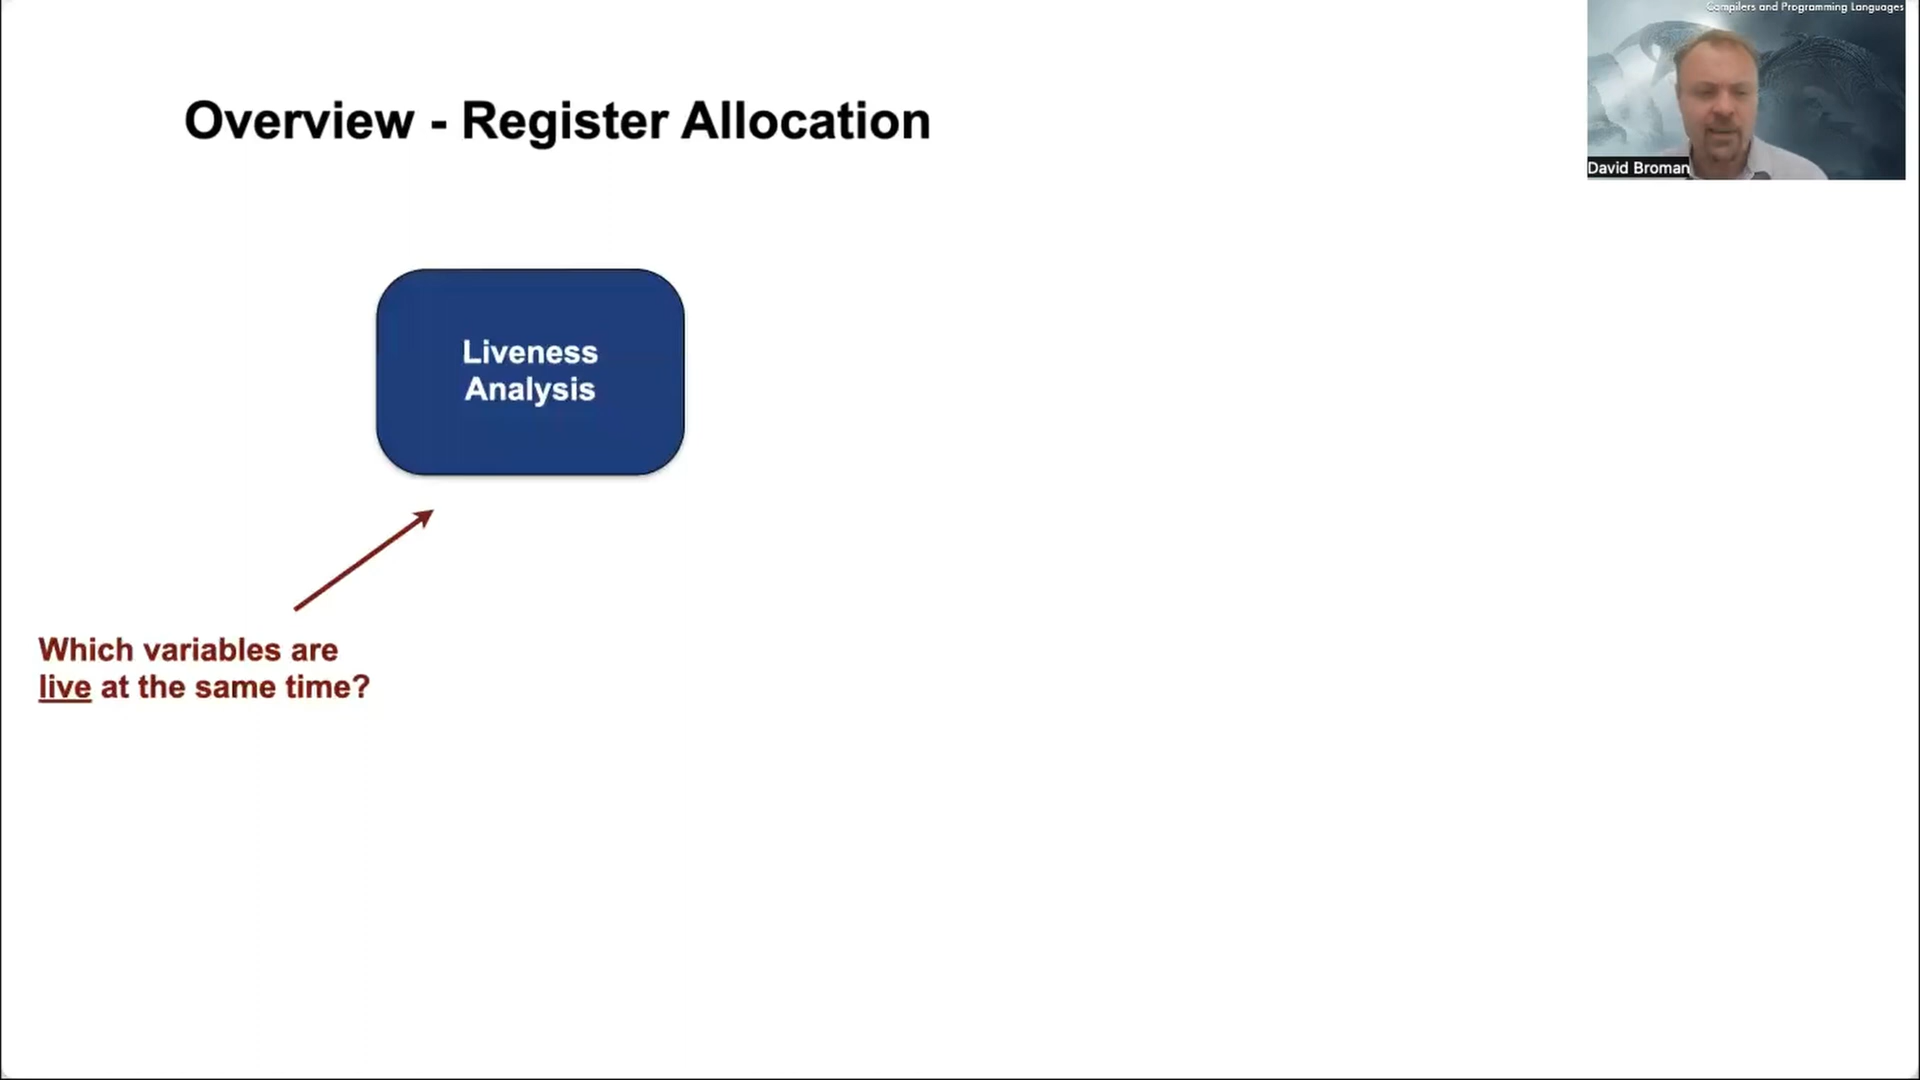 Compilers and Programming Languages
Overview - Register Allocation
David Broman
Liveness
Analysis
Which variables are
live at the same time?